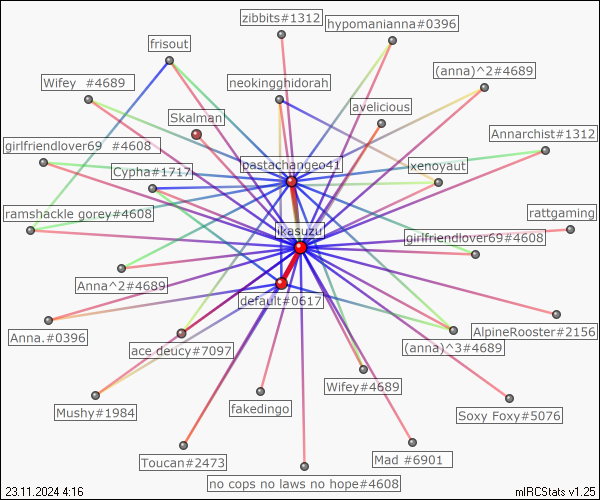 zibbits#1312
hypomanianna#0396
frisout
Wifey  #4689
neokingghidorah
(anna)^2#4689
avelicious
Skalman
Annarchist#1312
girlfriendlover69  #4608
pastachangeo41
xenoyaut
Cypha#1717
ramshackle gorey#4608
rattgaming
ikasuzu
girlfriendlover69#4608
Anna^2#4689
default#0617
Anna.#0396
AlpineRooster#2156
ace deucy#7097
(anna)^3#4689
Wifey#4689
Mushy#1984
fakedingo
Soxy Foxy#5076
Toucan#2473
Mad #6901
no cops no laws no hope#4608
23.11.2024 4:16
mIRCStats v1.25